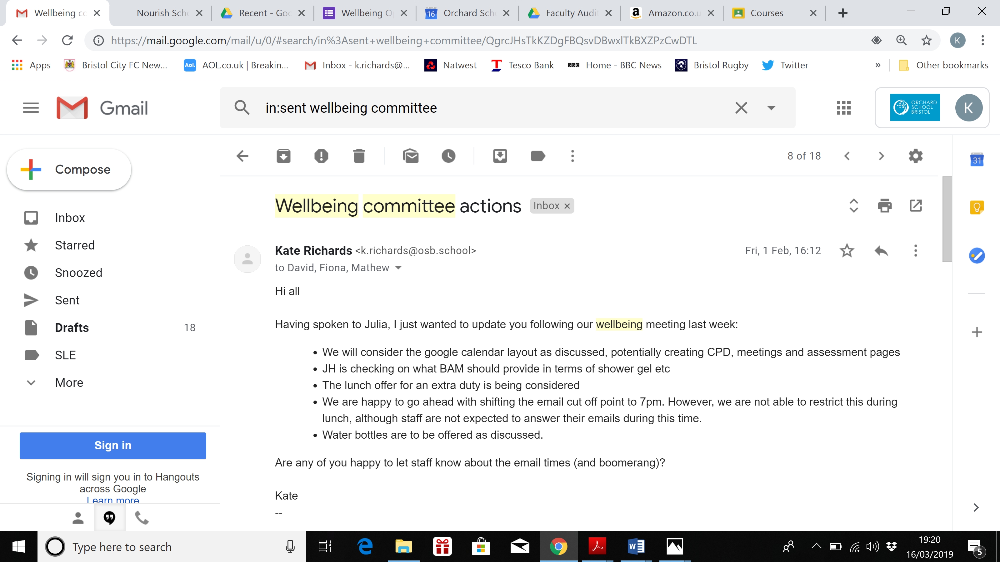 Wellbeing co
Nourish Scho
Recent - Goo
Wellbeing Op
16
Orchard Scho
Faculty Audit
Amazon.co.u
Courses
https://mail.google.com/mail/u/0/#search/in%3Asent+wellbeing+committee/QgrcJHsTkKZDgFBQsvDBwxlTkBXZPzCwDTL
K
Apps
Bristol City FC New...
Aol.
AOL.co.uk | Breakin...
Inbox - k.richards@...
Natwest
Tesco Bank
BBC
Home - BBC News
Bristol Rugby
Twitter
»
Other bookmarks
Gmail
in:sent wellbeing committee
ORCHARD
SCHOOL
BRISTOL
K
Compose
8 of 18
31
Inbox
Starred
Snoozed
Sent
Drafts 18
SLE
More
Sign in
Signing in will sign you in to Hangouts
across Google
Learn more
Wellbeing committee actions Inbox ×
Kate Richards <k.richards@osb.school> Fri, 1 Feb, 16:12
to David, Fiona, Mathew
Hi all
Having spoken to Julia, I just wanted to update you following our wellbeing meeting last week:
• We will consider the google calendar layout as discussed, potentially creating CPD, meetings and assessment pages
• JH is checking on what BAM should provide in terms of shower gel etc
• The lunch offer for an extra duty is being considered
• We are happy to go ahead with shifting the email cut off point to 7pm. However, we are not able to restrict this during
lunch, although staff are not expected to answer their emails during this time.
• Water bottles are to be offered as discussed.
Are any of you happy to let staff know about the email times (and boomerang)?
Kate
--
Type here to search
19:20
16/03/2019
5